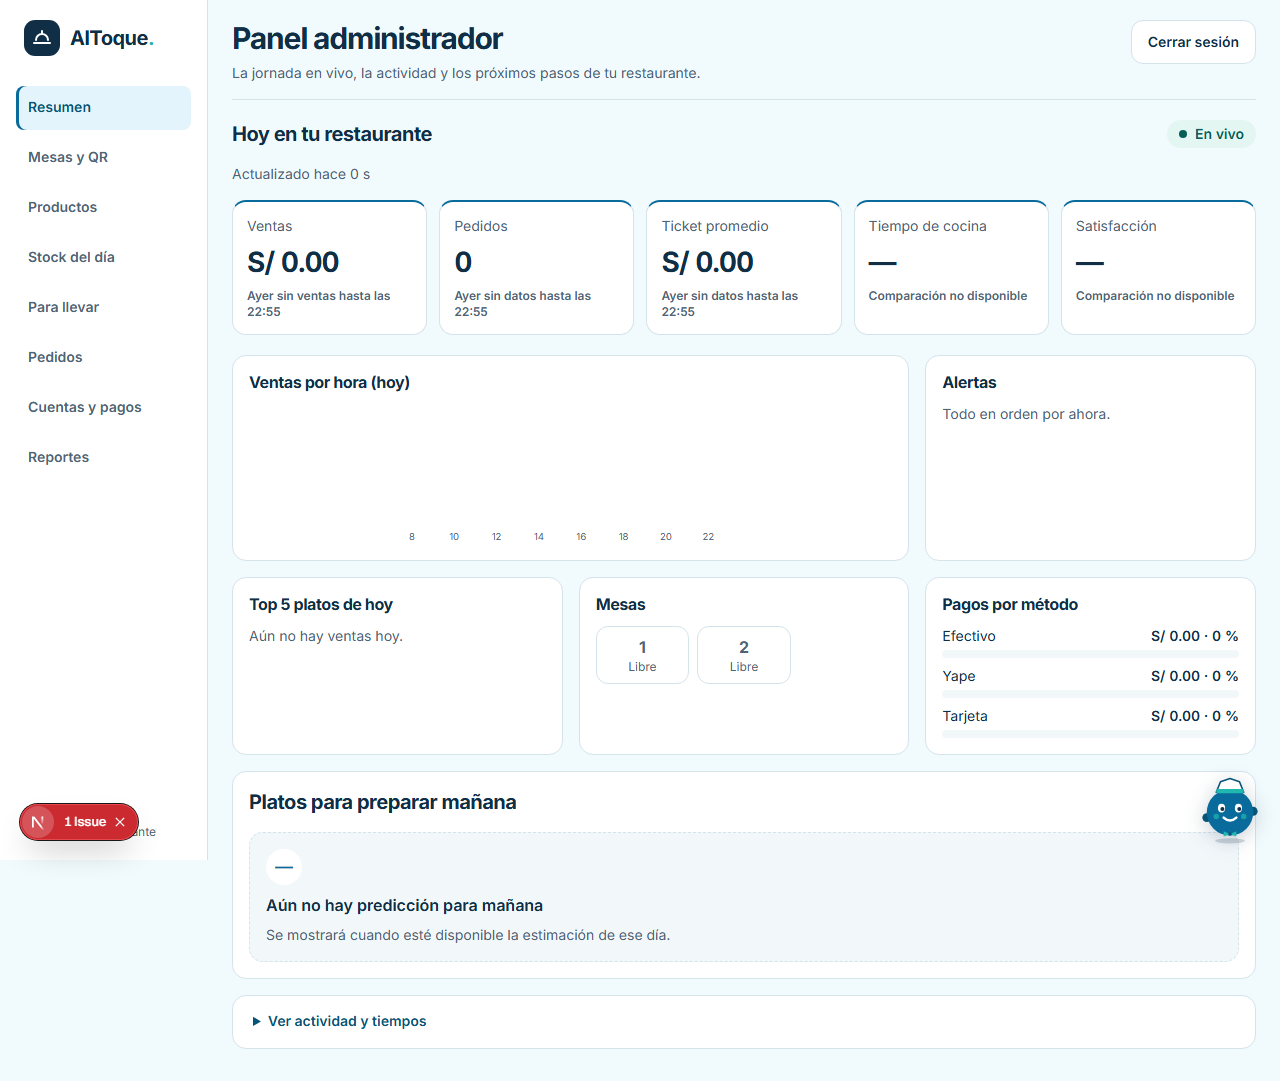 AlToque.
Resumen
Mesas y QR
Productos
Stock del día
Para llevar
Pedidos
Cuentas y pagos
Reportes
N 1 Issue
ante
Panel administrador
Cerrar sesión
La jornada en vivo, la actividad y los próximos pasos de tu restaurante.
Hoy en tu restaurante
En vivo
Actualizado hace 0 s
Ventas
S/ 0.00
Ayer sin ventas hasta las
22:55
Pedidos
0
Ayer sin datos hasta las
22:55
Ticket promedio
S/ 0.00
Ayer sin datos hasta las
22:55
Tiempo de cocina
—
Comparación no disponible
Satisfacción
—
Comparación no disponible
Ventas por hora (hoy)
8 10 12 14 16 18 20 22
Alertas
Todo en orden por ahora.
Top 5 platos de hoy
Aún no hay ventas hoy.
Mesas
1 2
Libre Libre
Pagos por método
Efectivo S/ 0.00 · 0 %
Yape S/ 0.00 · 0 %
Tarjeta S/ 0.00 · 0 %
Platos para preparar mañana
—
Aún no hay predicción para mañana
Se mostrará cuando esté disponible la estimación de ese día.
Ver actividad y tiempos